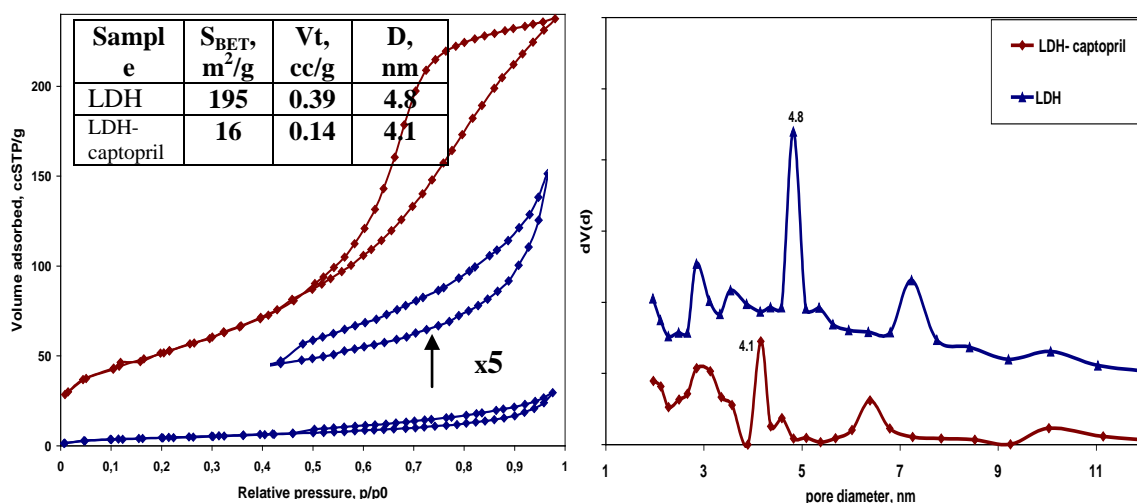 Sampl S_BET, Vt, D,
e m²/g cc/g nm
LDH 195 0.39 4.8
LDH- 16 0.14 4.1
captopril
Volume adsorbed, ccSTP/g
200
150
100
50
0
x5
0 0,1 0,2 0,3 0,4 0,5 0,6 0,7 0,8 0,9 1
Relative pressure, p/p0
LDH- captopril
LDH
4.8
4.1
dV(d)
1 3 5 7 9 11
pore diameter, nm